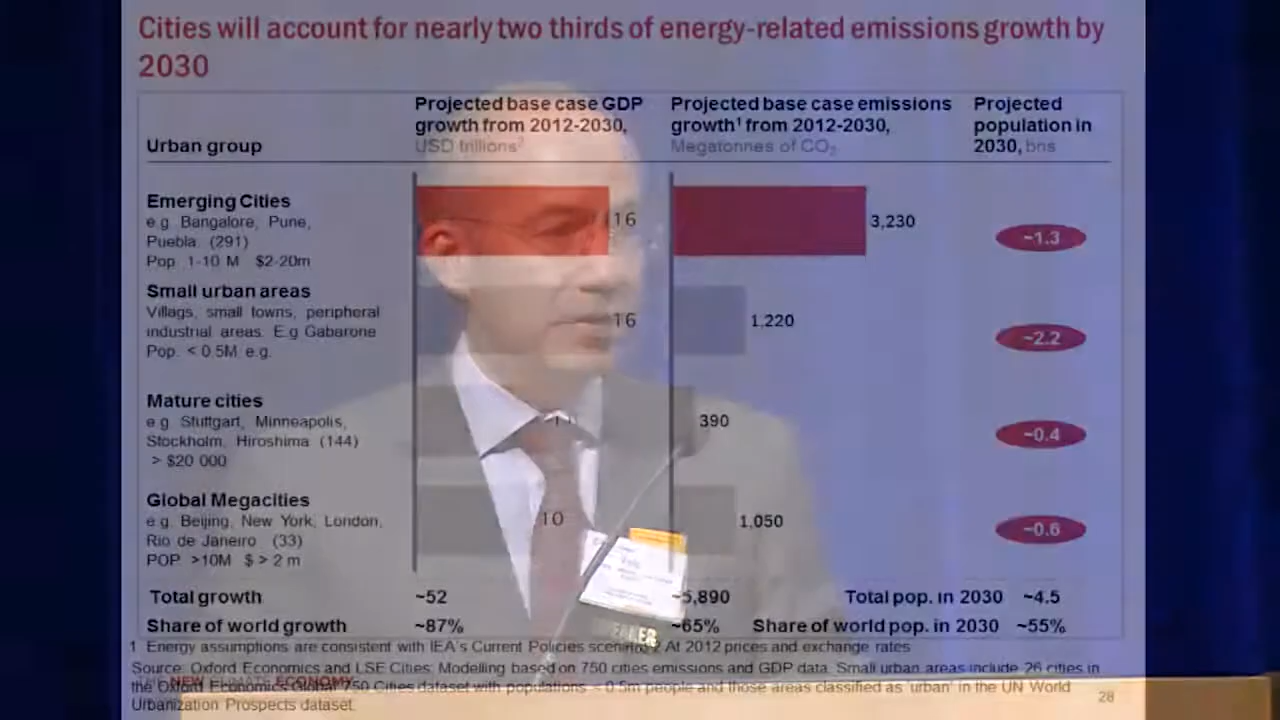 Cities will account for nearly two thirds of energy-related emissions growth by
2030
Urban group
Projected base case GDP
growth from 2012-2030,
USD trillions²
Projected base case emissions
growth¹ from 2012-2030,
Megatonnes of CO₂
Projected
population in
2030, bns
Emerging Cities
e.g. Bangalore, Pune,
Puebla. (291)
Pop. 1-10 M $2-20m
16
3,230
~1.3
Small urban areas
Villags, small towns, peripheral
industrial areas. E.g Gabarone
Pop. < 0.5M e.g.
16
1,220
~2.2
Mature cities
e.g. Stuttgart, Minneapolis,
Stockholm, Hiroshima (144)
> $20 000
390
~0.4
Global Megacities
e.g. Beijing, New York, London,
Rio de Janeiro (33)
POP >10M $ > 2 m
10
1,050
~0.6
Total growth ~52 ~5,890 Total pop. in 2030 ~4.5
Share of world growth ~87% ~65% Share of world pop. in 2030 ~55%
1 Energy assumptions are consistent with IEA's Current Policies scenario 2 At 2012 prices and exchange rates
Source: Oxford Economics and LSE Cities: Modelling based on 750 cities emissions and GDP data. Small urban areas include 26 cities in
the Oxford Economics Global 750 Cities dataset with populations < 0.5m people and those areas classified as 'urban' in the UN World
Urbanization Prospects dataset.
THE NEW CLIMATE ECONOMY
28
SPEAKER